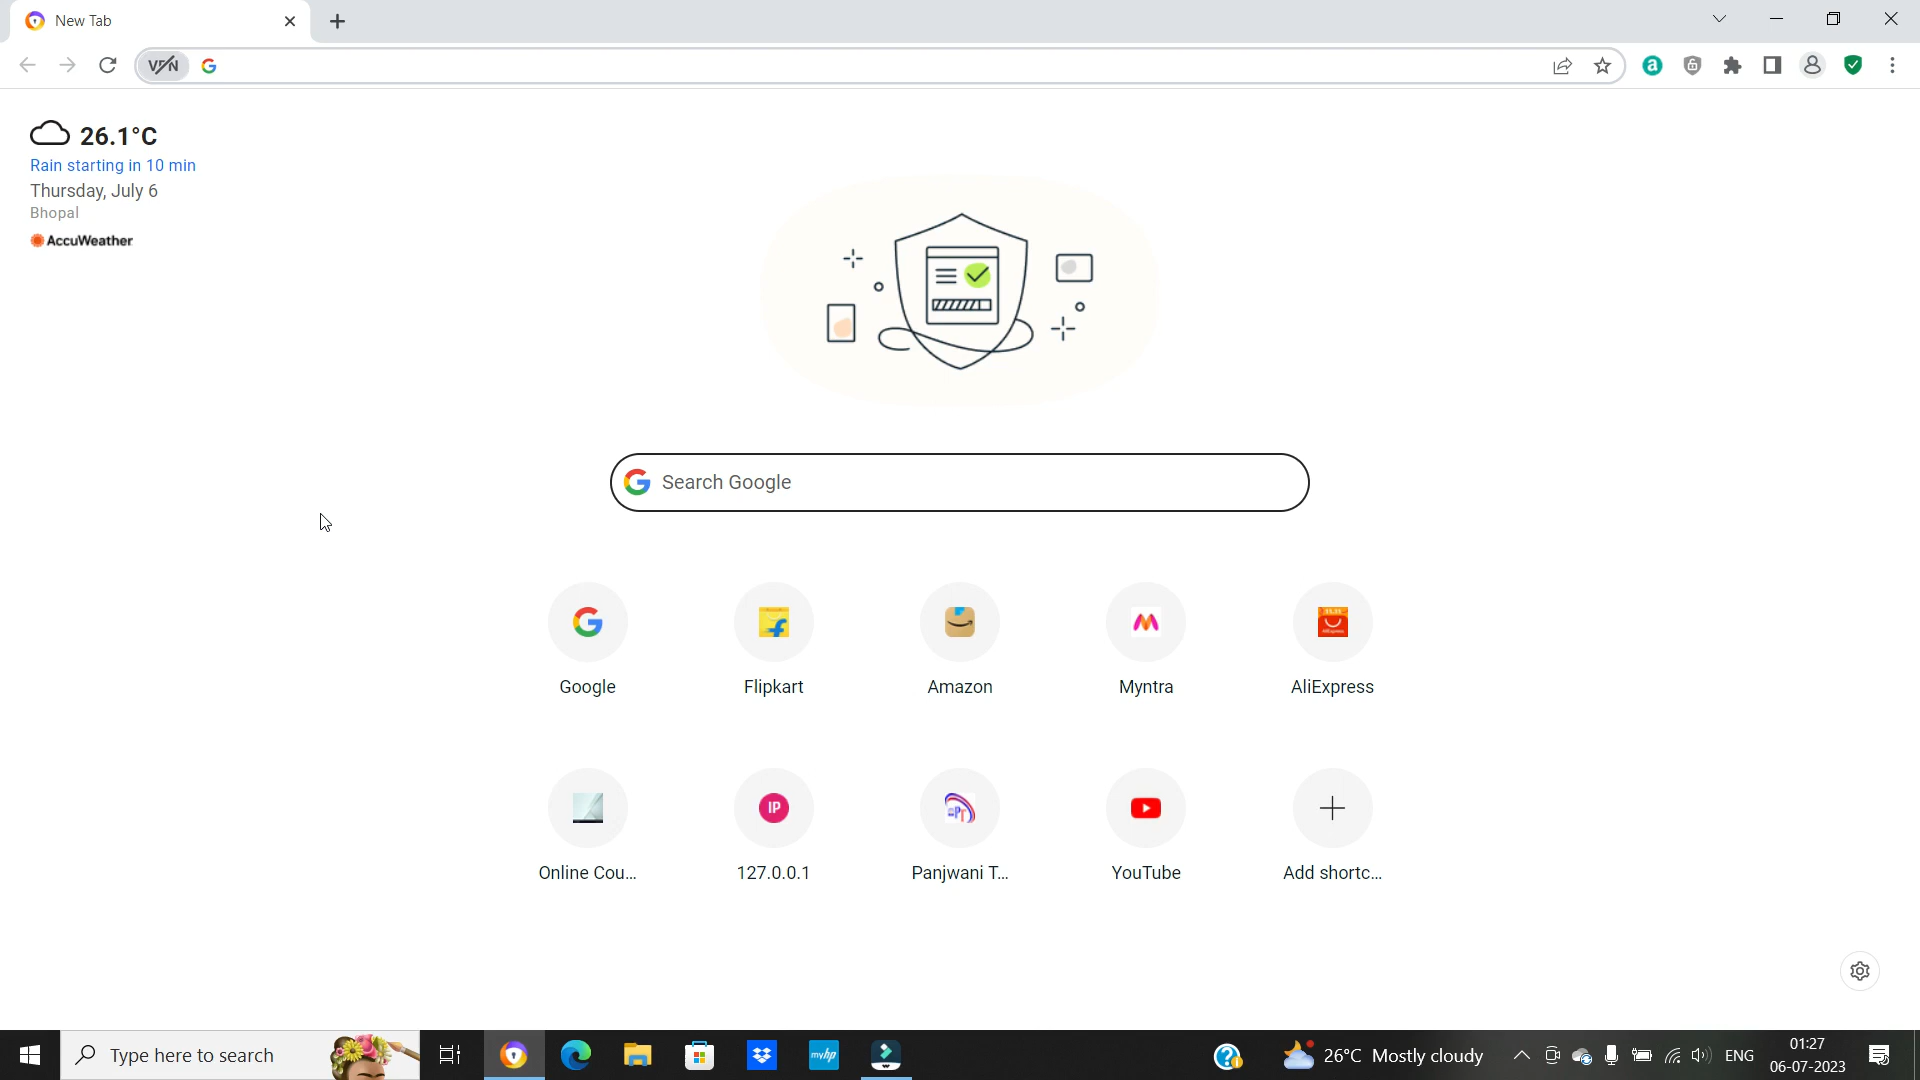 New Tab
VPN
26.1°C
Rain starting in 10 min
Thursday, July 6
Bhopal
AccuWeather
Search Google
Google
Flipkart
Amazon
Myntra
AliExpress
Online Cou...
127.0.0.1
Panjwani T...
YouTube
Add shortc...
Type here to search
26°C Mostly cloudy
ENG
01:27
06-07-2023